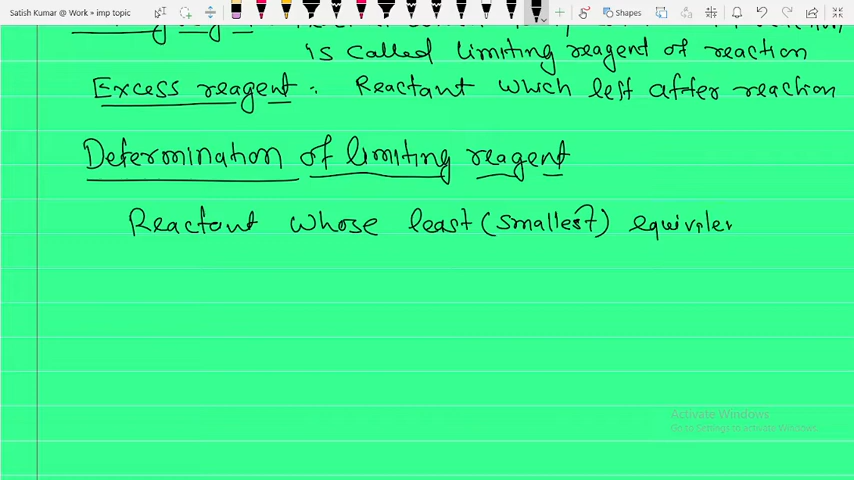 Satish Kumar @ Work » imp topic
Shapes
is called limiting reagent of reaction
Excess reagent : Reactant which left after reaction
Determination of limiting reagent
Reactant whose least (smallest) equivalen
Activate Windows
Go to Settings to activate Windows.